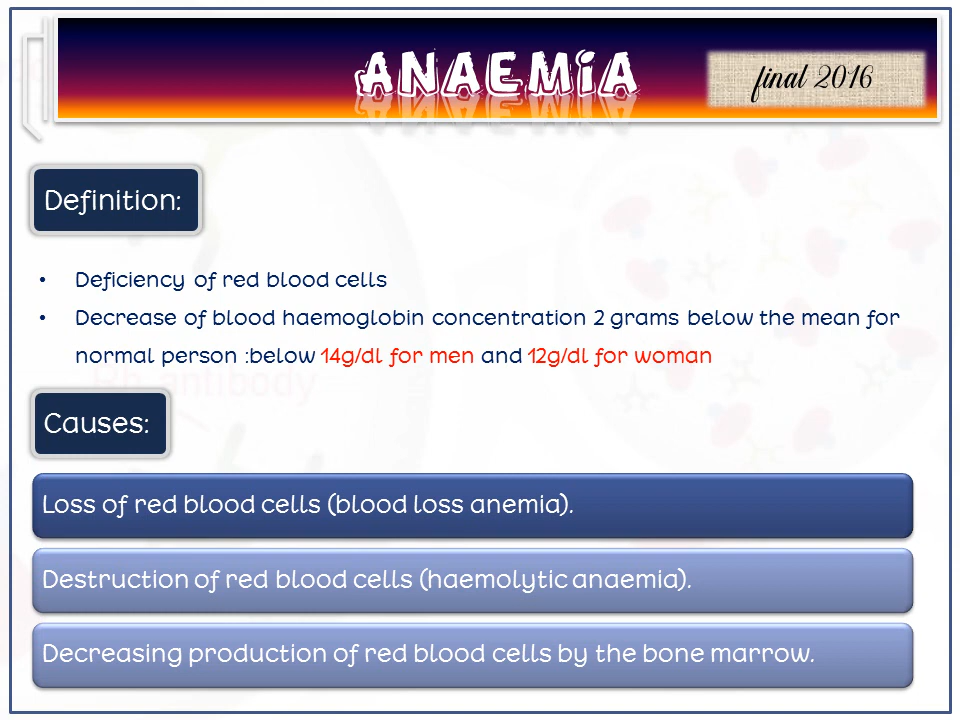 ANAEMiA
final 2016
Definition:
• Deficiency of red blood cells
• Decrease of blood haemoglobin concentration 2 grams below the mean for
normal person :below 14g/dl for men and 12g/dl for woman
Rh antibody
Causes:
Loss of red blood cells (blood loss anemia).
Destruction of red blood cells (haemolytic anaemia).
Decreasing production of red blood cells by the bone marrow.